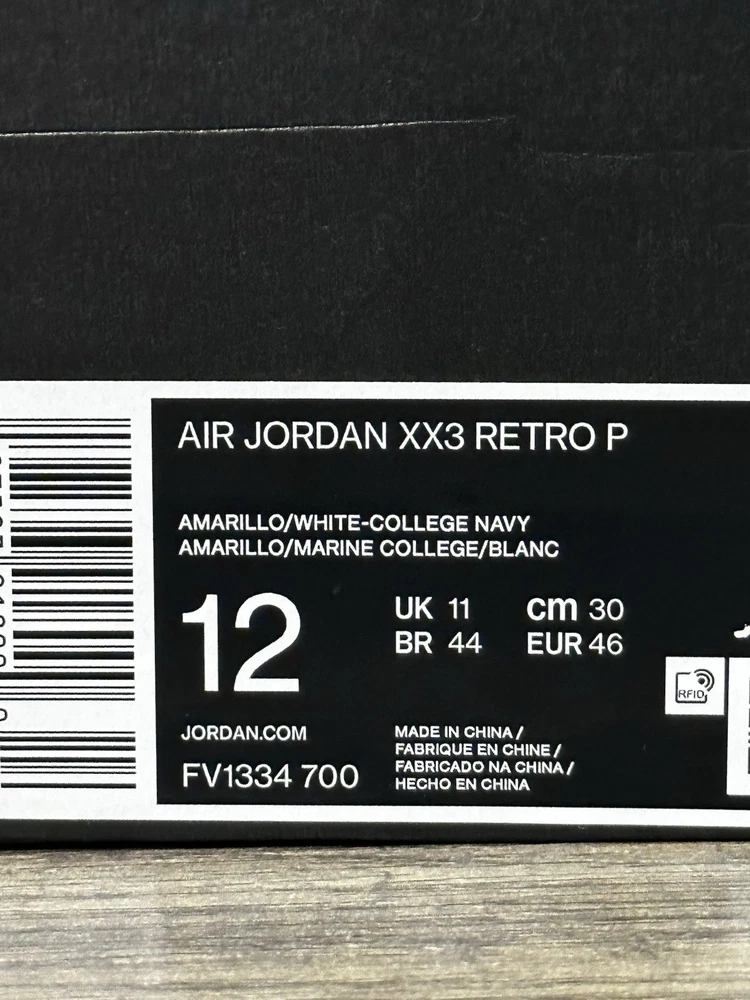 AIR JORDAN XX3 RETRO P
AMARILLO/WHITE-COLLEGE NAVY
AMARILLO/MARINE COLLEGE/BLANC
12
UK 11 cm 30
BR 44 EUR 46
RFID
JORDAN.COM
FV1334 700
MADE IN CHINA /
FABRIQUE EN CHINE /
FABRICADO NA CHINA /
HECHO EN CHINA